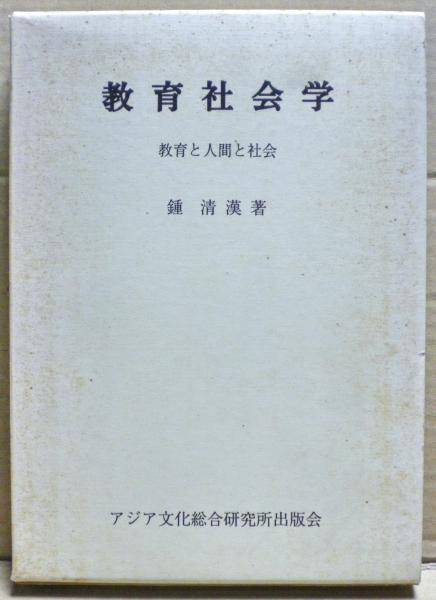 教育社会学
教育と人間と社会
鍾清漢著
アジア文化総合研究所出版会